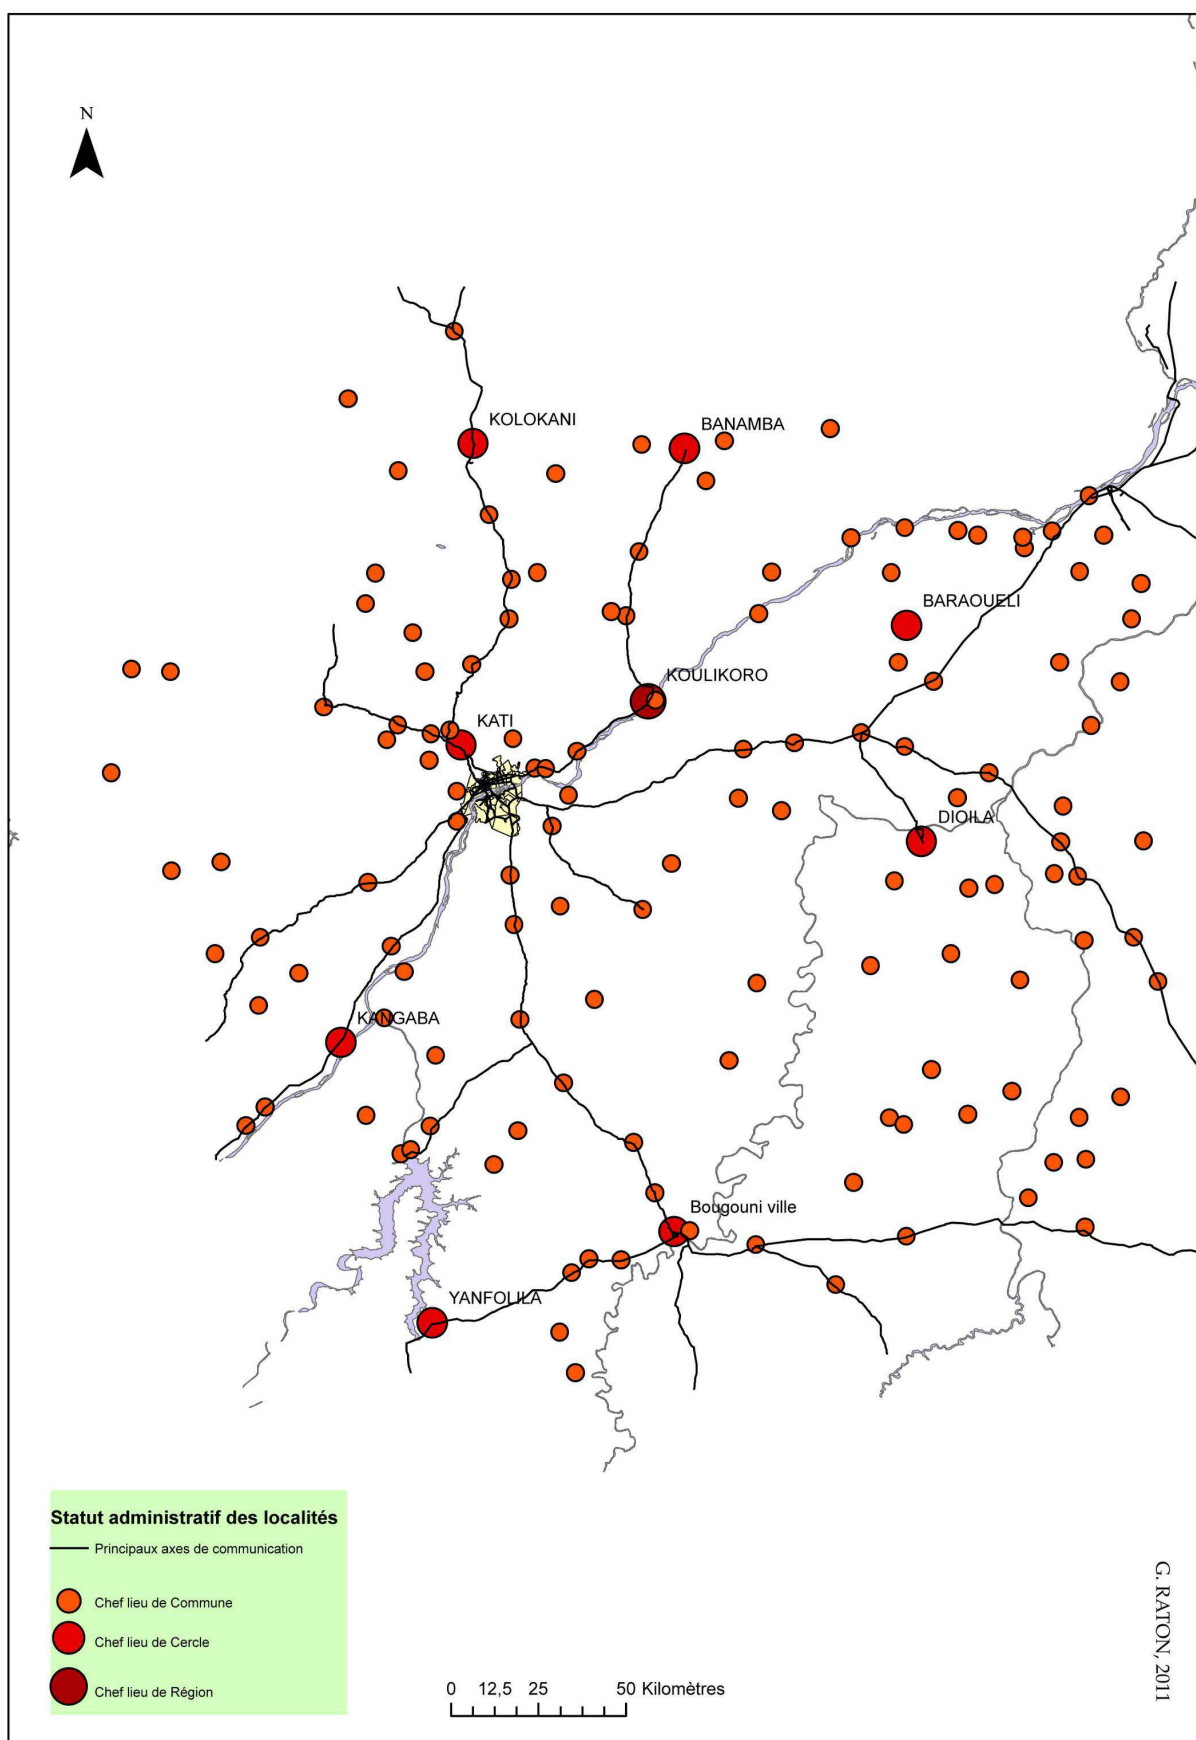 N
KOLOKANI
BANAMBA
BARAOUELI
KOULIKORO
KATI
DIOILA
KANGABA
Bougouni ville
YANFOLILA
Statut administratif des localités
Principaux axes de communication
Chef lieu de Commune
Chef lieu de Cercle
Chef lieu de Région
0 12,5 25 50 Kilomètres
G. RATON, 2011